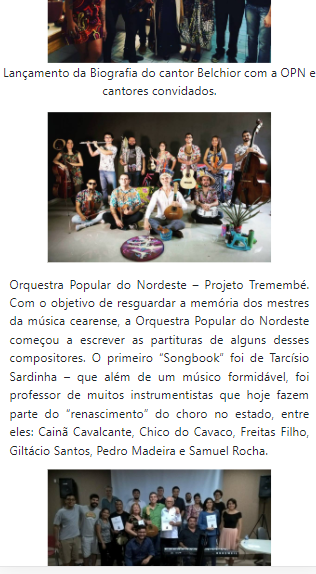 Lançamento da Biografia do cantor Belchior com a OPN e
cantores convidados.
Orquestra Popular do Nordeste – Projeto Tremembé.
Com o objetivo de resguardar a memória dos mestres
da música cearense, a Orquestra Popular do Nordeste
começou a escrever as partituras de alguns desses
compositores. O primeiro “Songbook” foi de Tarcísio
Sardinha – que além de um músico formidável, foi
professor de muitos instrumentistas que hoje fazem
parte do “renascimento” do choro no estado, entre
eles: Cainã Cavalcante, Chico do Cavaco, Freitas Filho,
Giltácio Santos, Pedro Madeira e Samuel Rocha.